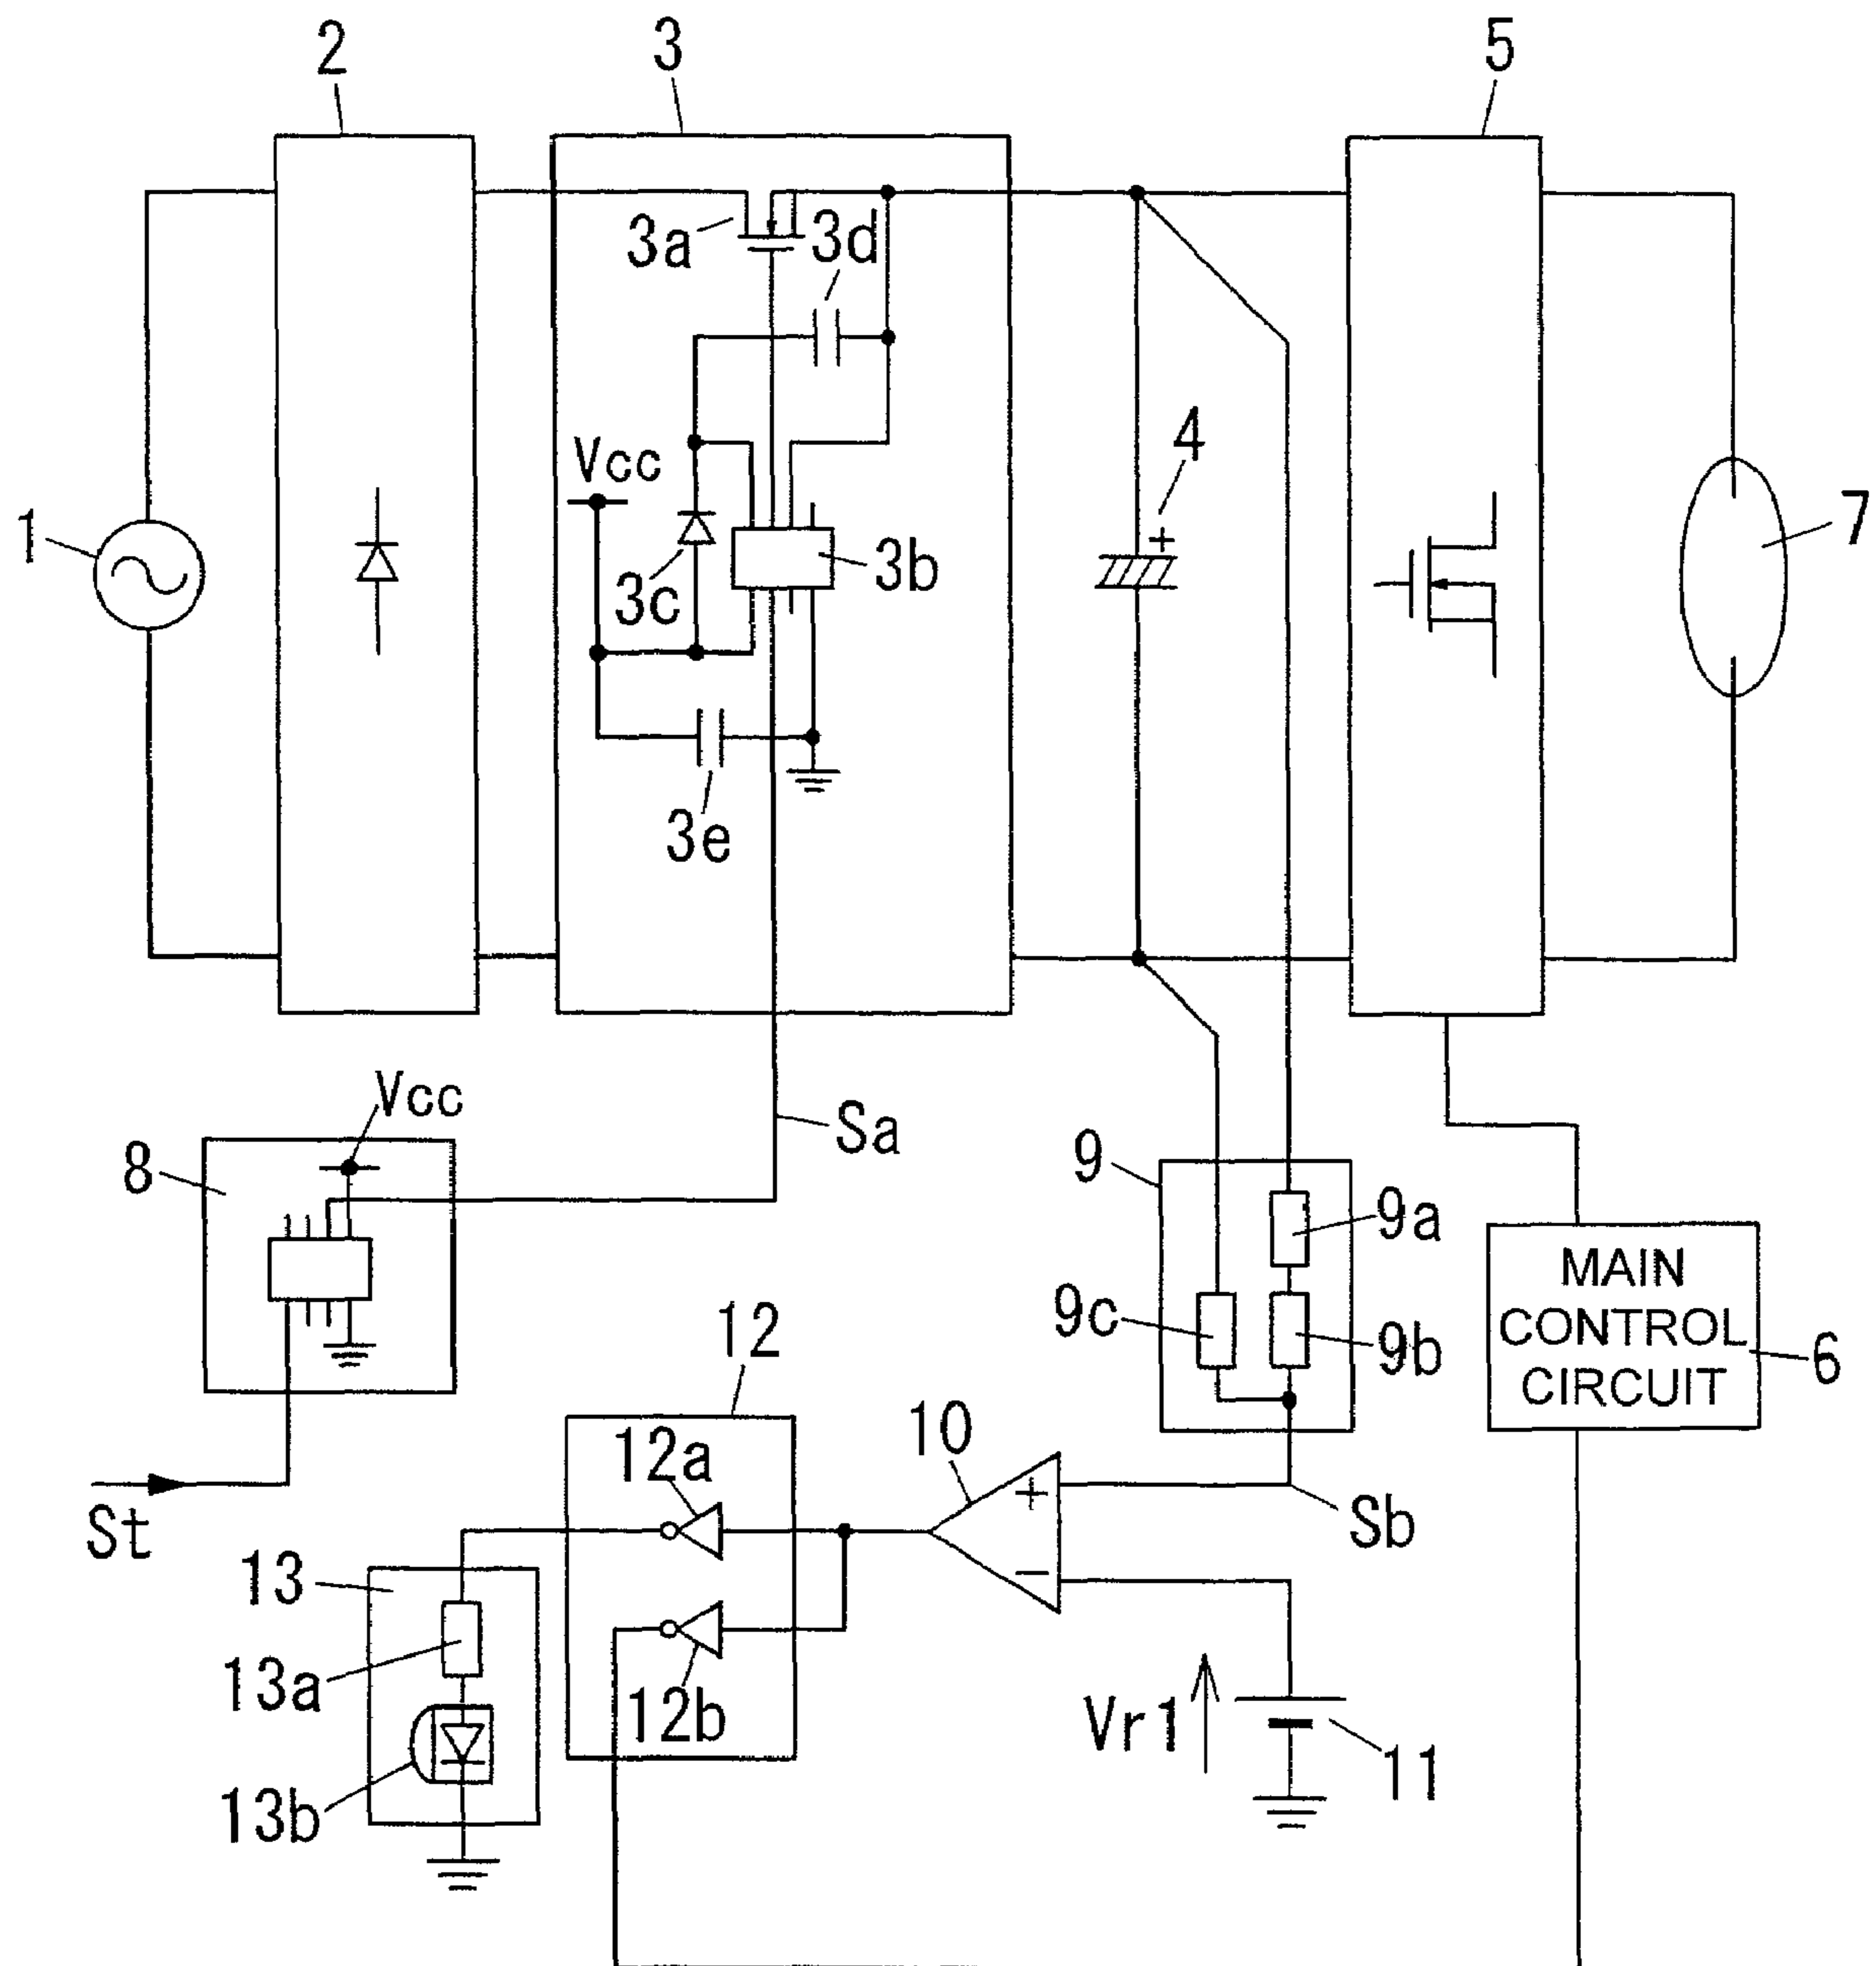 2
3
5
3a
3d
4
Vcc
1
7
3c
3b
+
3e
Vcc
Sa
8
9
9a
MAIN
9c
12
CONTROL
9b
6
CIRCUIT
10
12a
+
St
Sb
13
−
13a
12b
Vr1
11
13b